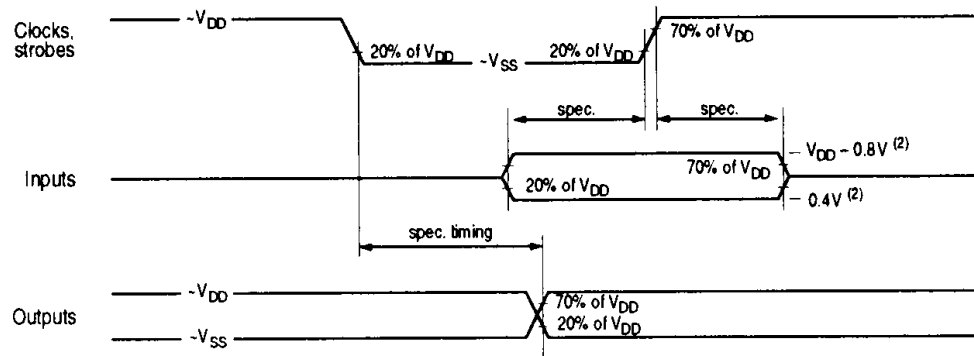 Clocks, strobes
~VDD
20% of VDD
~VSS
20% of VDD
70% of VDD
spec.
spec.
Inputs
20% of VDD
70% of VDD
VDD – 0.8V (2)
0.4V (2)
spec. timing
Outputs
~VDD
~VSS
70% of VDD
20% of VDD